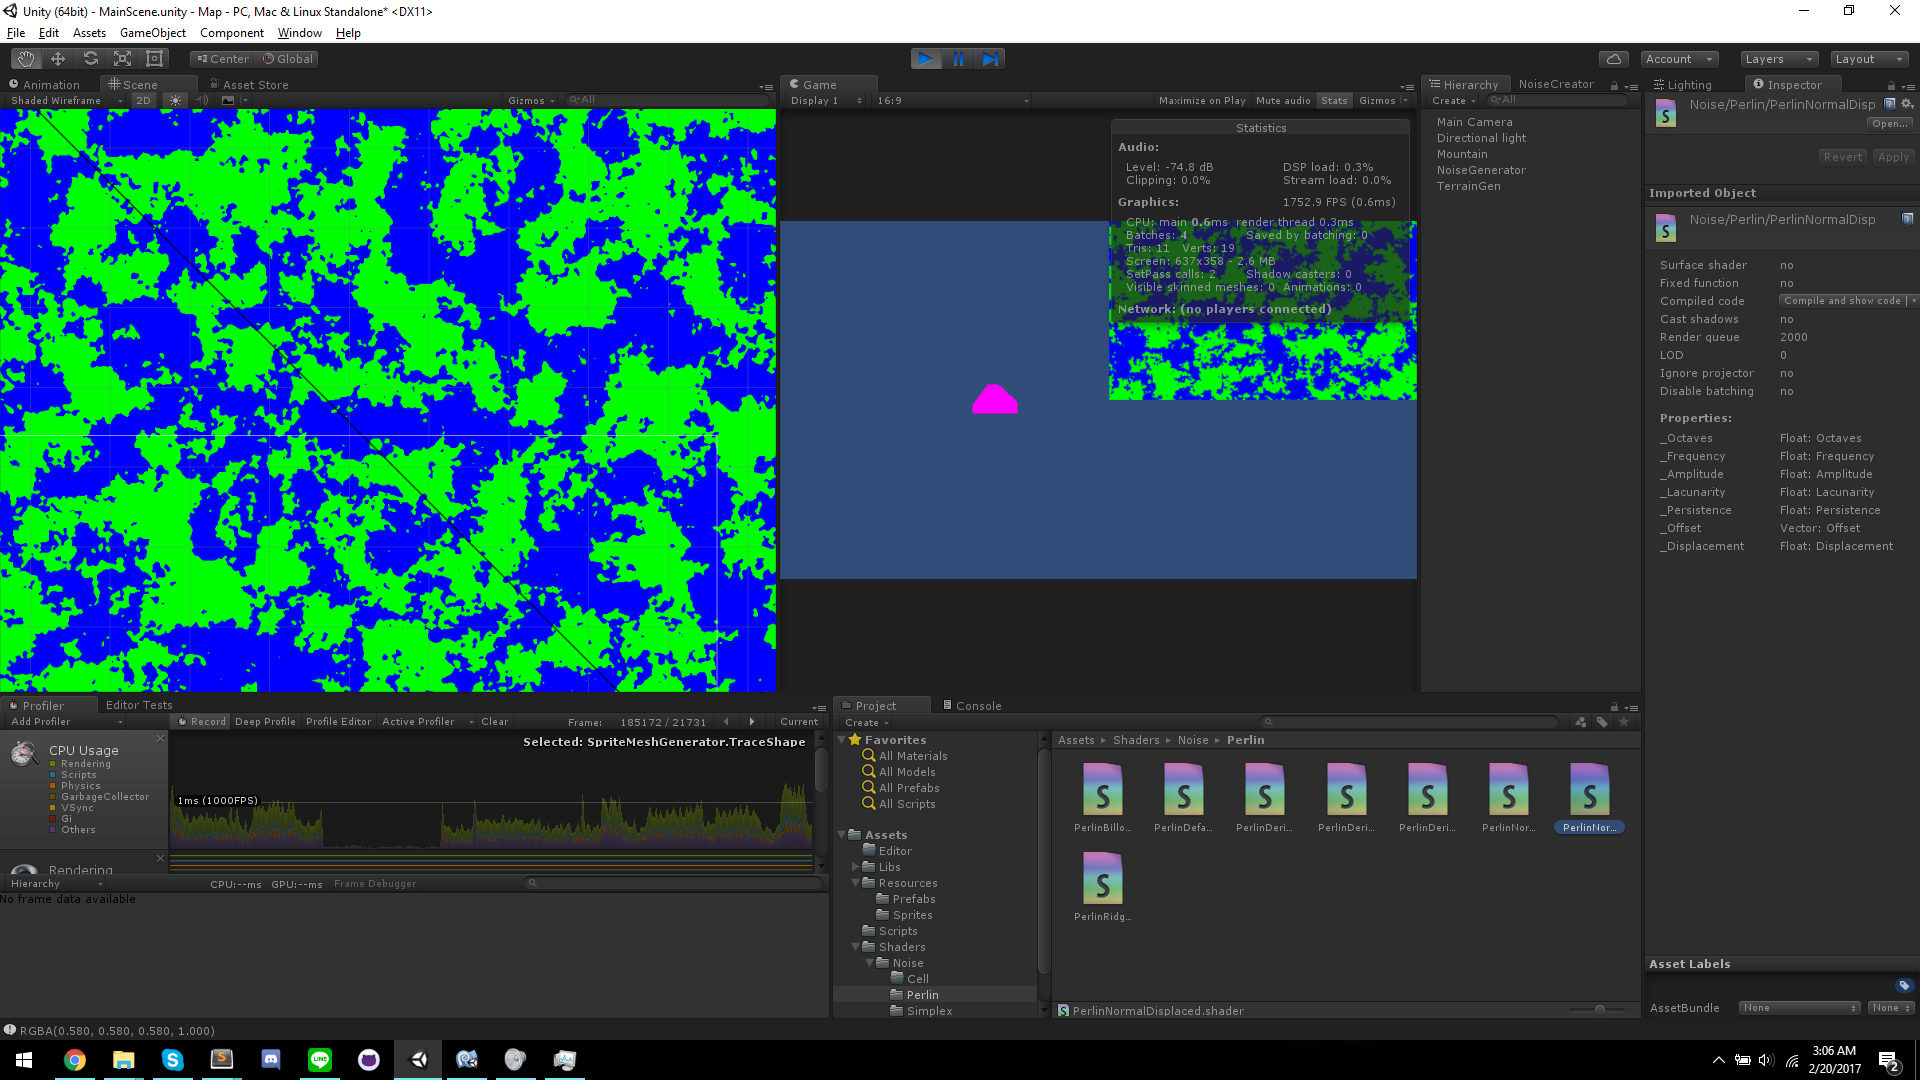 Unity (64bit) - MainScene.unity - Map - PC, Mac & Linux Standalone* <DX11>
File Edit Assets GameObject Component Window Help
Center Global
Account Layers Layout
Animation Scene Asset Store
Shaded Wireframe 2D Gizmos All
Game
Display 1 16:9 Maximize on Play Mute audio Stats Gizmos
Statistics
Audio:
Level: -74.8 dB DSP load: 0.3%
Clipping: 0.0% Stream load: 0.0%
Graphics: 1752.9 FPS (0.6ms)
CPU: main 0.6ms render thread 0.3ms
Batches: 4 Saved by batching: 0
Tris: 11 Verts: 19
Screen: 637x358 - 2.6 MB
SetPass calls: 2 Shadow casters: 0
Visible skinned meshes: 0 Animations: 0
Network: (no players connected)
Hierarchy NoiseCreator
Create All
Main Camera
Directional light
Mountain
NoiseGenerator
TerrainGen
Lighting Inspector
Noise/Perlin/PerlinNormalDisp
Open...
Revert Apply
Imported Object
Noise/Perlin/PerlinNormalDisp
Surface shader no
Fixed function no
Compiled code Compile and show code
Cast shadows no
Render queue 2000
LOD 0
Ignore projector no
Disable batching no
Properties:
_Octaves Float: Octaves
_Frequency Float: Frequency
_Amplitude Float: Amplitude
_Lacunarity Float: Lacunarity
_Persistence Float: Persistence
_Offset Vector: Offset
_Displacement Float: Displacement
Asset Labels
AssetBundle None None
Profiler Editor Tests
Add Profiler Record Deep Profile Profile Editor Active Profiler Clear Frame: 185172 / 21731 Current
Selected: SpriteMeshGenerator.TraceShape
CPU Usage
Rendering
Scripts
Physics
GarbageCollector
VSync
Gi
Others
1ms (1000FPS)
Rendering
Hierarchy CPU:--ms GPU:--ms Frame Debugger
No frame data available
Project Console
Create
Favorites
All Materials
All Models
All Prefabs
All Scripts
Assets
Editor
Libs
Resources
Prefabs
Sprites
Scripts
Shaders
Noise
Cell
Perlin
Simplex
Assets Shaders Noise Perlin
PerlinBillo... PerlinDefa... PerlinDeri... PerlinDeri... PerlinDeri... PerlinNor... PerlinNor...
PerlinRidg...
PerlinNormalDisplaced.shader
RGBA(0.580, 0.580, 0.580, 1.000)
3:06 AM
2/20/2017
2